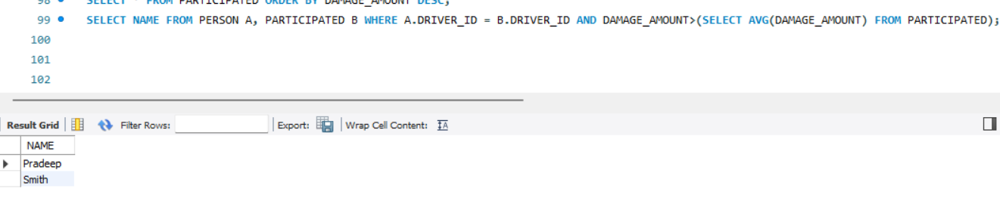 98 SELECT * FROM PARTICIPATED ORDER BY DAMAGE_AMOUNT DESC;
99 SELECT NAME FROM PERSON A, PARTICIPATED B WHERE A.DRIVER_ID = B.DRIVER_ID AND DAMAGE_AMOUNT>(SELECT AVG(DAMAGE_AMOUNT) FROM PARTICIPATED);
100
101
102
Result Grid Filter Rows: Export: Wrap Cell Content: IA
NAME
Pradeep
Smith